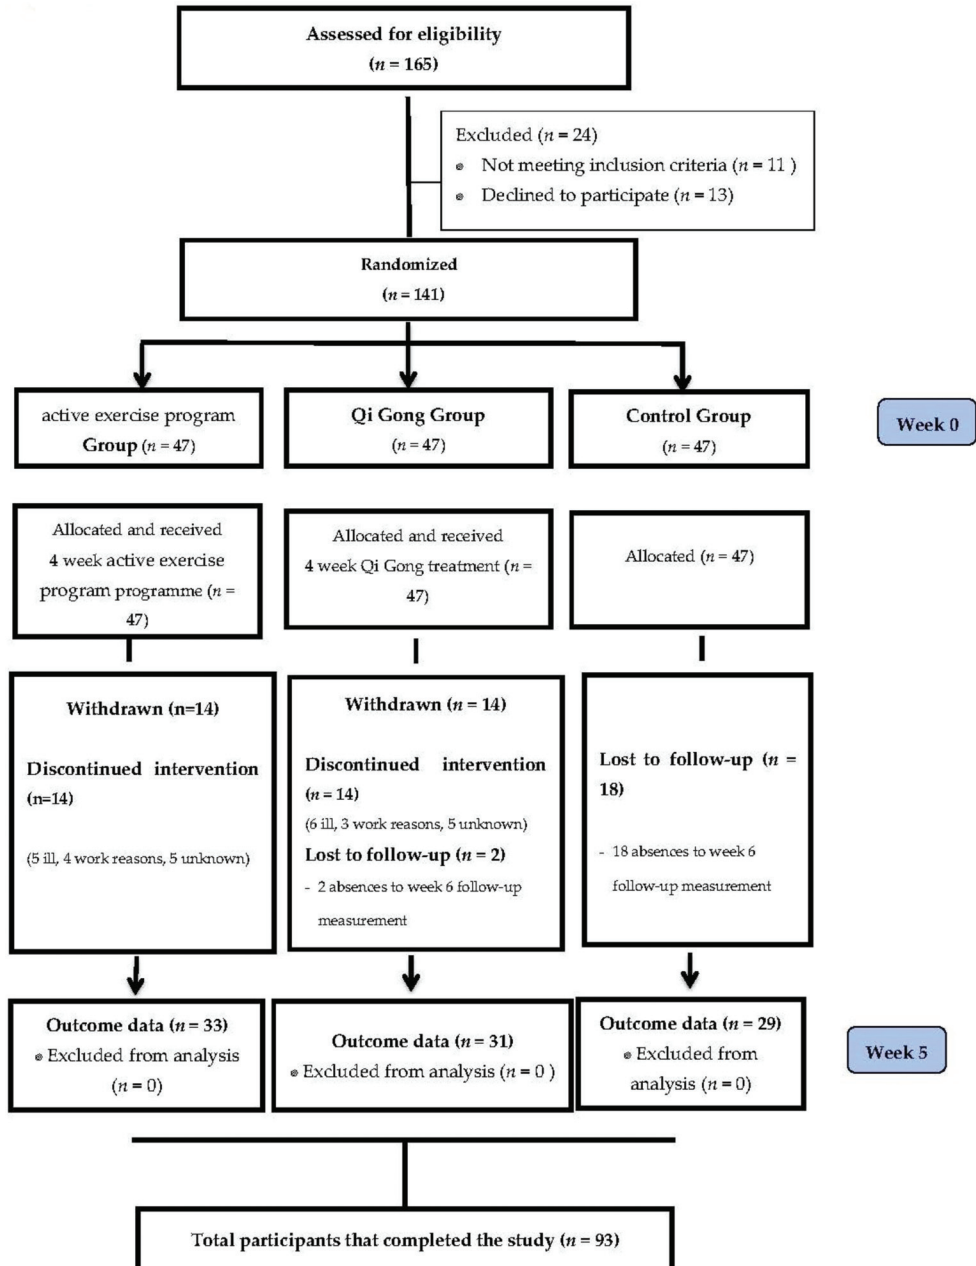 Assessed for eligibility
(n = 165)
Excluded (n = 24)
Not meeting inclusion criteria (n = 11 )
Declined to participate (n = 13)
Randomized
(n = 141)
active exercise program
Group (n = 47)
Qi Gong Group
(n = 47)
Control Group
(n = 47)
Week 0
Allocated and received
4 week active exercise
program programme (n =
47)
Allocated and received
4 week Qi Gong treatment (n =
47)
Allocated (n = 47)
Withdrawn (n=14)
Discontinued intervention
(n=14)
(5 ill, 4 work reasons, 5 unknown)
Withdrawn (n = 14)
Discontinued intervention
(n = 14)
(6 ill, 3 work reasons, 5 unknown)
Lost to follow-up (n = 2)
- 2 absences to week 6 follow-up
measurement
Lost to follow-up (n =
18)
- 18 absences to week 6
follow-up measurement
Outcome data (n = 33)
Excluded from analysis
(n = 0)
Outcome data (n = 31)
Excluded from analysis (n = 0 )
Outcome data (n = 29)
Excluded from
analysis (n = 0)
Week 5
Total participants that completed the study (n = 93)